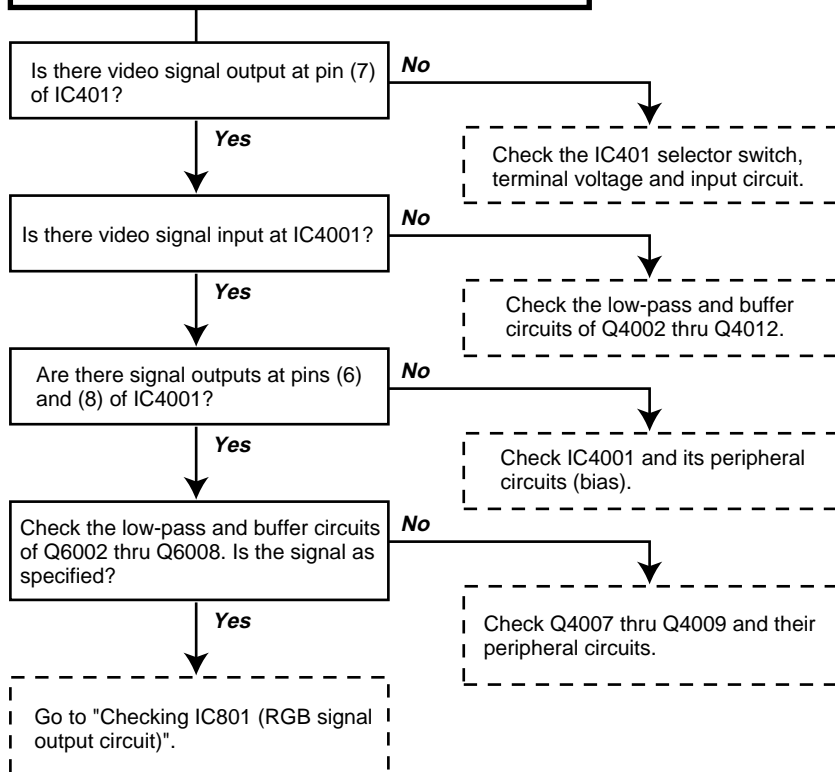 Is there video signal output at pin (7)
of IC401?
No
Yes
Check the IC401 selector switch,
terminal voltage and input circuit.
Is there video signal input at IC4001?
No
Yes
Check the low-pass and buffer
circuits of Q4002 thru Q4012.
Are there signal outputs at pins (6)
and (8) of IC4001?
No
Yes
Check IC4001 and its peripheral
circuits (bias).
Check the low-pass and buffer circuits
of Q6002 thru Q6008. Is the signal as
specified?
No
Yes
Check Q4007 thru Q4009 and their
peripheral circuits.
Go to "Checking IC801 (RGB signal
output circuit)".